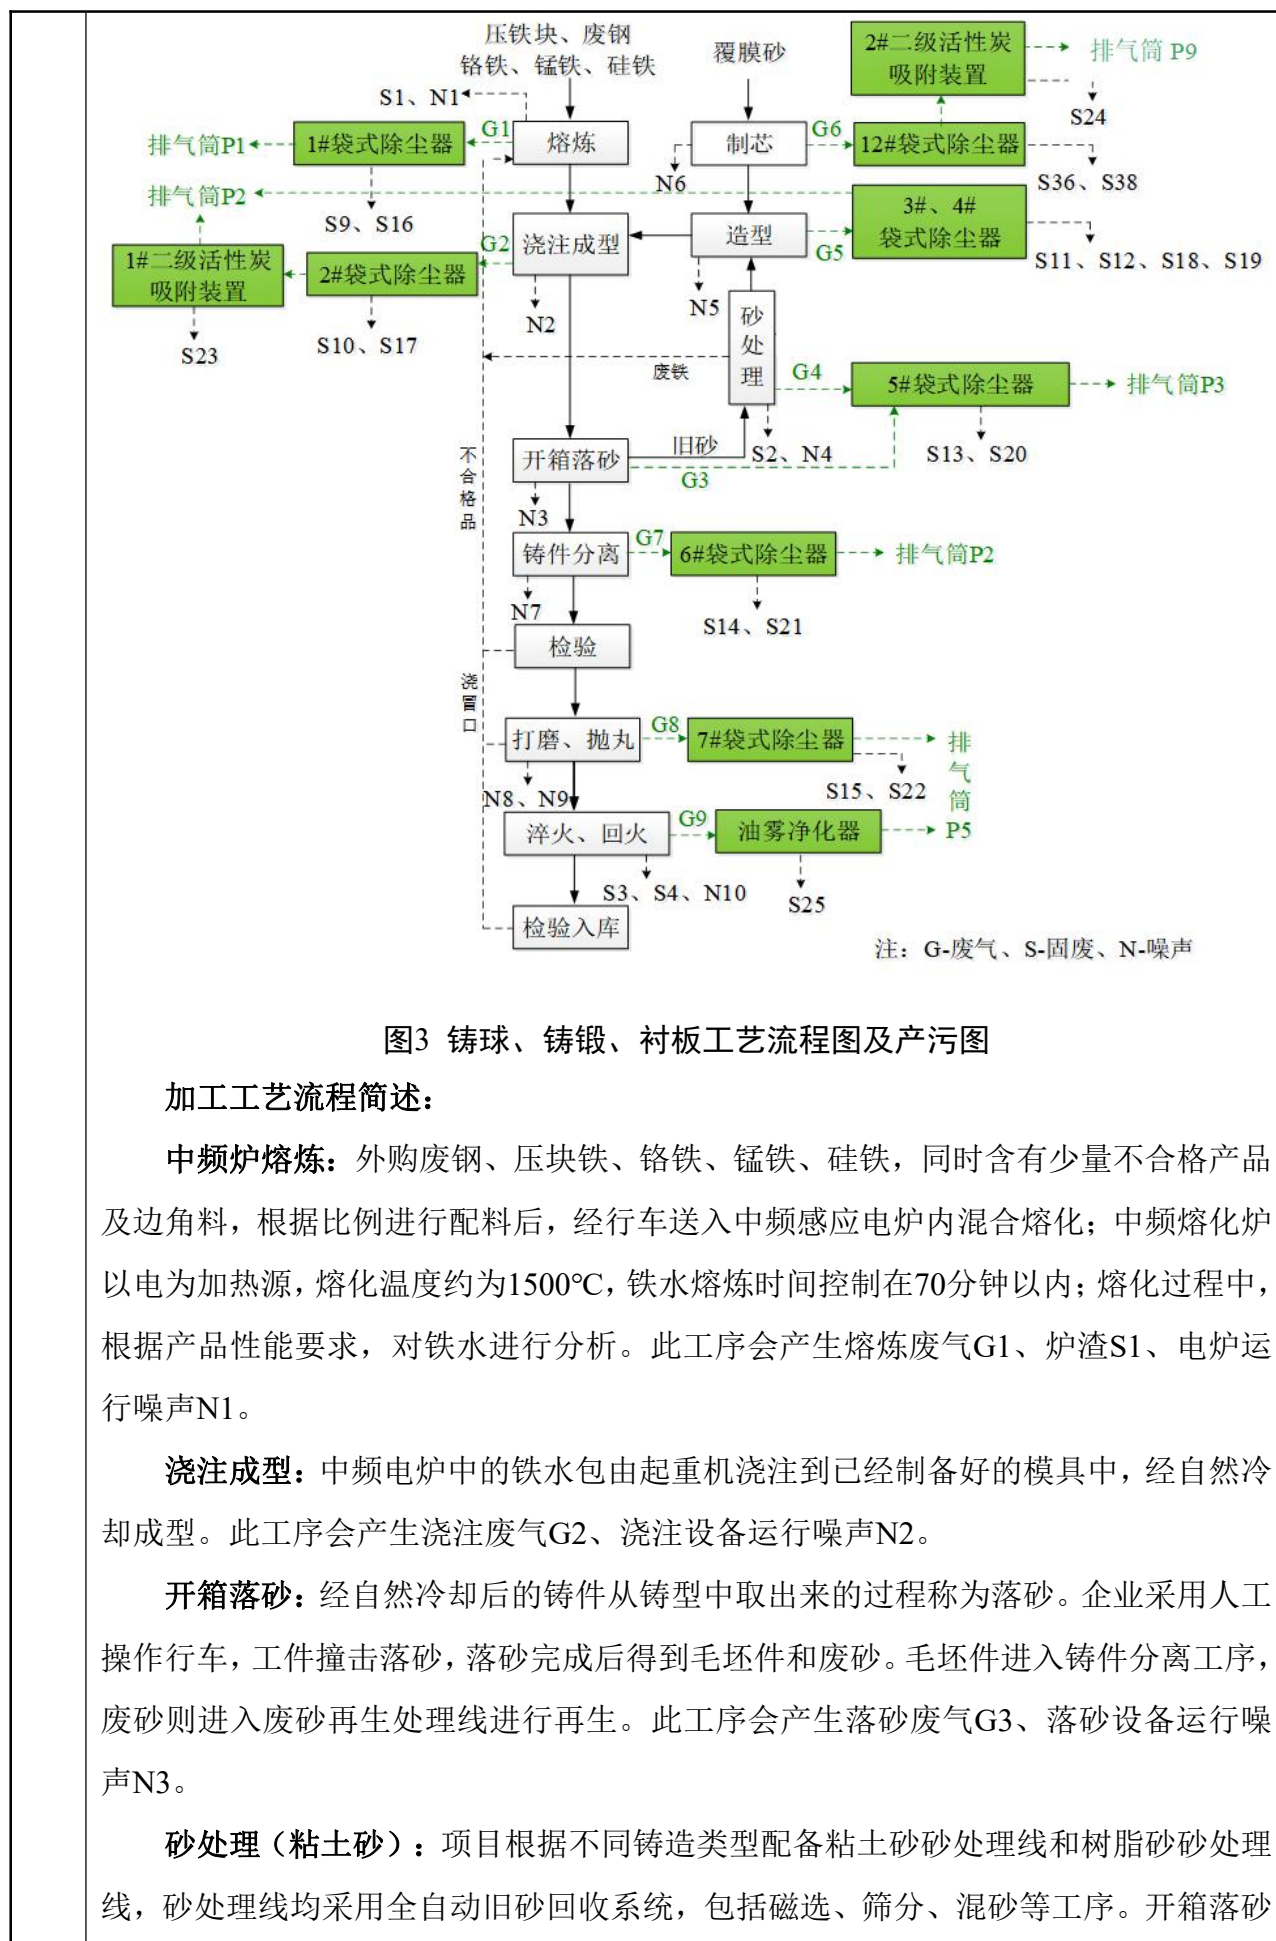 压铁块、废钢
铬铁、锰铁、硅铁
覆膜砂
2#二级活性炭
吸附装置
排气筒 P9
S24
S1、N1
排气筒P1
1#袋式除尘器
G1
熔炼
制芯
G6
12#袋式除尘器
N6
S36、S38
排气筒P2
S9、S16
3#、4#
袋式除尘器
1#二级活性炭
吸附装置
2#袋式除尘器
G2
浇注成型
造型
G5
S11、S12、S18、S19
S23
S10、S17
N2
N5
砂处理
废铁
G4
5#袋式除尘器
排气筒P3
不合格品
开箱落砂
旧砂
G3
S2、N4
S13、S20
N3
铸件分离
G7
6#袋式除尘器
排气筒P2
N7
S14、S21
检验
浇冒口
打磨、抛丸
G8
7#袋式除尘器
排气筒
P5
N8、N9
S15、S22
淬火、回火
G9
油雾净化器
S3、S4、N10
S25
检验入库
注：G-废气、S-固废、N-噪声
图3 铸球、铸锻、衬板工艺流程图及产污图
加工工艺流程简述：
中频炉熔炼：外购废钢、压块铁、铬铁、锰铁、硅铁，同时含有少量不合格产品
及边角料，根据比例进行配料后，经行车送入中频感应电炉内混合熔化；中频熔化炉
以电为加热源，熔化温度约为1500℃，铁水熔炼时间控制在70分钟以内；熔化过程中，
根据产品性能要求，对铁水进行分析。此工序会产生熔炼废气G1、炉渣S1、电炉运
行噪声N1。
浇注成型：中频电炉中的铁水包由起重机浇注到已经制备好的模具中，经自然冷
却成型。此工序会产生浇注废气G2、浇注设备运行噪声N2。
开箱落砂：经自然冷却后的铸件从铸型中取出来的过程称为落砂。企业采用人工
操作行车，工件撞击落砂，落砂完成后得到毛坯件和废砂。毛坯件进入铸件分离工序，
废砂则进入废砂再生处理线进行再生。此工序会产生落砂废气G3、落砂设备运行噪
声N3。
砂处理（粘土砂）：项目根据不同铸造类型配备粘土砂砂处理线和树脂砂砂处理
线，砂处理线均采用全自动旧砂回收系统，包括磁选、筛分、混砂等工序。开箱落砂